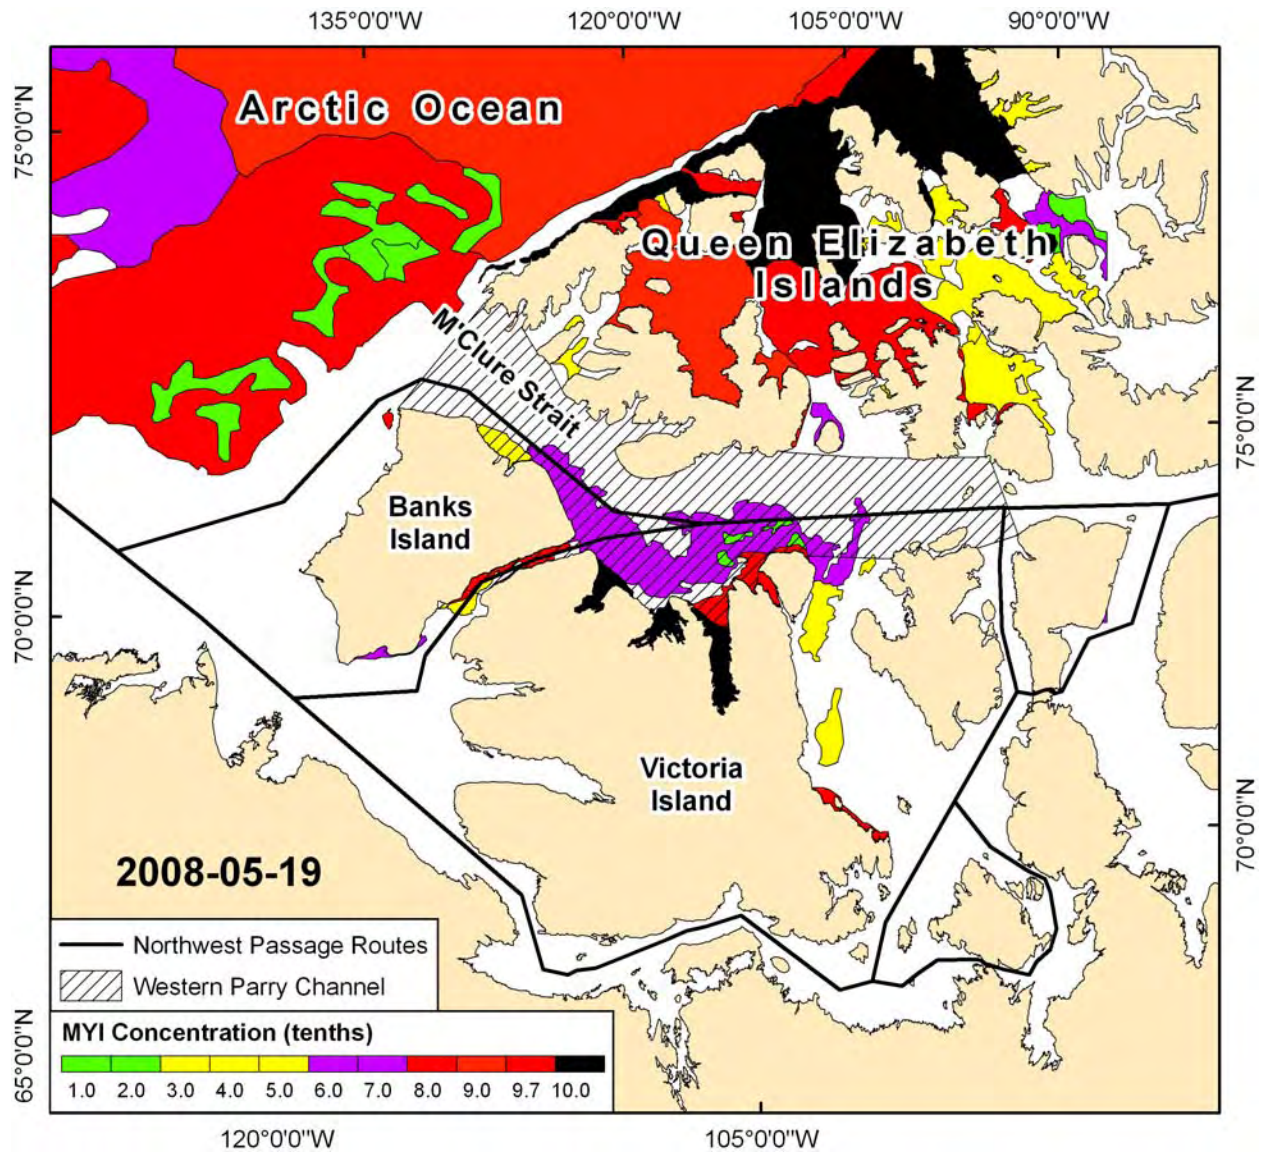 135°0'0"W 120°0'0"W 105°0'0"W 90°0'0"W
75°0'0"N
Arctic Ocean
Queen Elizabeth
Islands
M'Clure Strait
75°0'0"N
Banks
Island
70°0'0"N
Victoria
Island
70°0'0"N
2008-05-19
Northwest Passage Routes
Western Parry Channel
MYI Concentration (tenths)
1.0 2.0 3.0 4.0 5.0 6.0 7.0 8.0 9.0 9.7 10.0
65°0'0"N
120°0'0"W 105°0'0"W